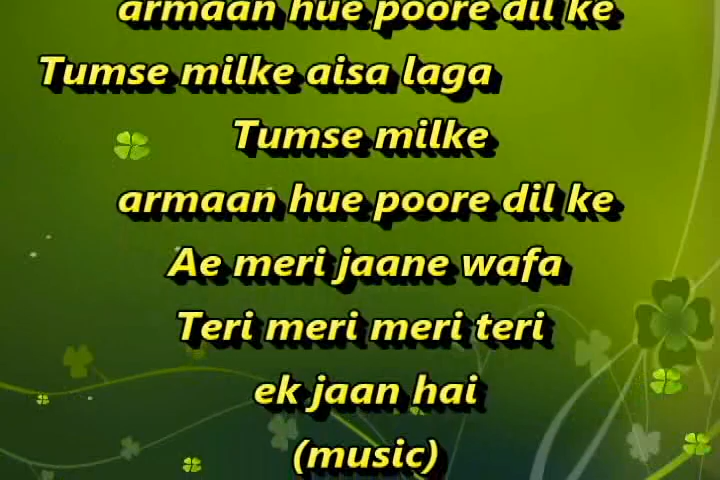 armaan hue poore dil ke
Tumse milke aisa laga
Tumse milke
armaan hue poore dil ke
Ae meri jaane wafa
Teri meri meri teri
ek jaan hai
(music)